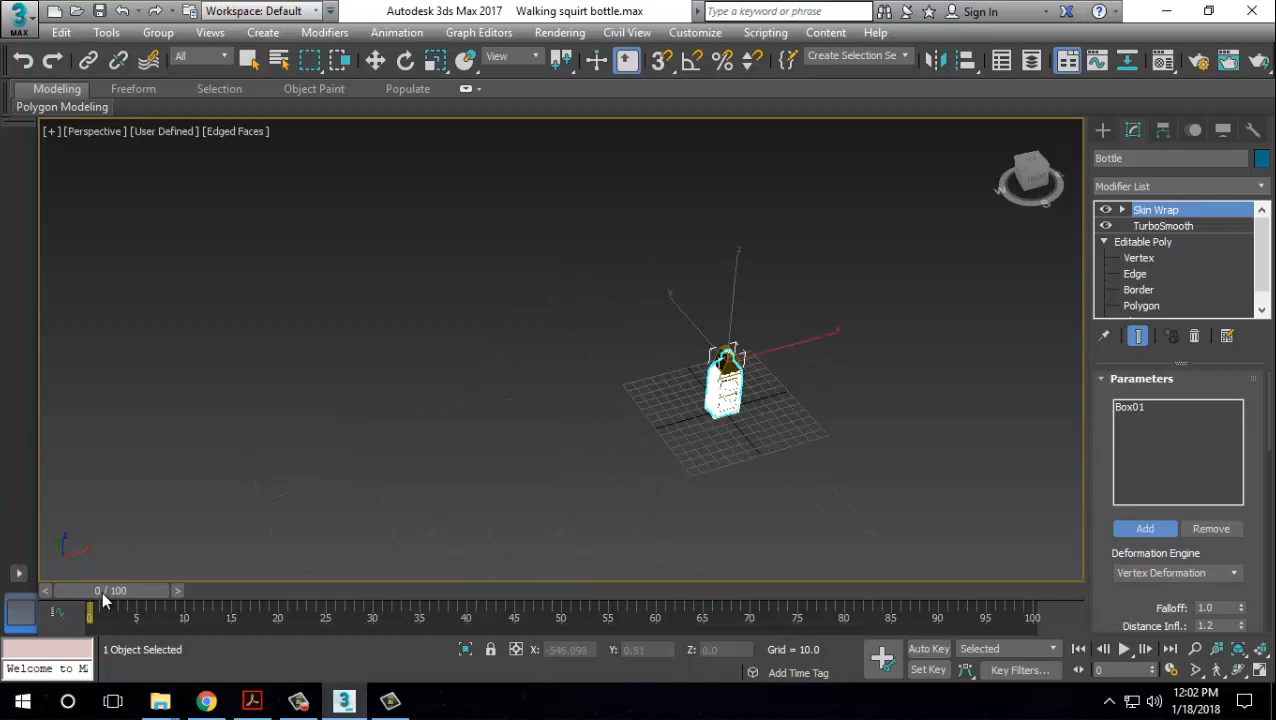 3 MAX Workspace: Default Autodesk 3ds Max 2017 Walking squirt bottle.max Type a keyword or phrase Sign In
Edit Tools Group Views Create Modifiers Animation Graph Editors Rendering Civil View Customize Scripting Content Help
All View 3 % Create Selection Se
Modeling Freeform Selection Object Paint Populate
Polygon Modeling
[+] [Perspective] [User Defined] [Edged Faces]
Bottle
Modifier List
Skin Wrap
TurboSmooth
Editable Poly
Vertex
Edge
Border
Polygon
Parameters
Box01
Add Remove
Deformation Engine
Vertex Deformation
Falloff: 1.0
Distance Infl.: 1.2
< 0 / 100 >
0 5 10 15 20 25 30 35 40 45 50 55 60 65 70 75 80 85 90 95 100
1 Object Selected X: -546.098 Y: 0.51 Z: 0.0 Grid = 10.0 Auto Key Selected
Welcome to M Add Time Tag Set Key Key Filters... 0
12:02 PM
1/18/2018